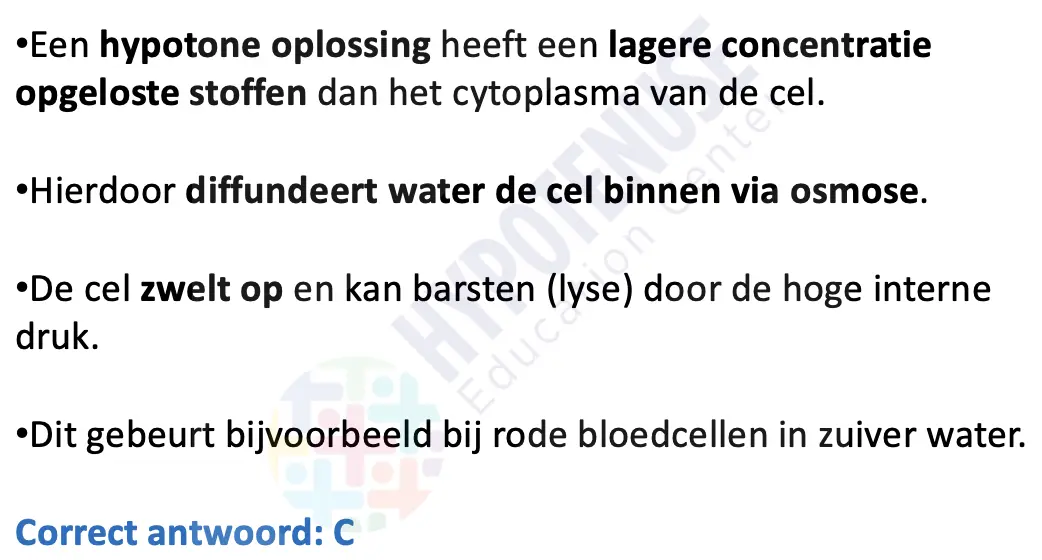 •Een hypotone oplossing heeft een lagere concentratie
opgeloste stoffen dan het cytoplasma van de cel.
•Hierdoor diffundeert water de cel binnen via osmose.
•De cel zwelt op en kan barsten (lyse) door de hoge interne
druk.
•Dit gebeurt bijvoorbeeld bij rode bloedcellen in zuiver water.
Correct antwoord: C
HYPOTENUSE
Education Center